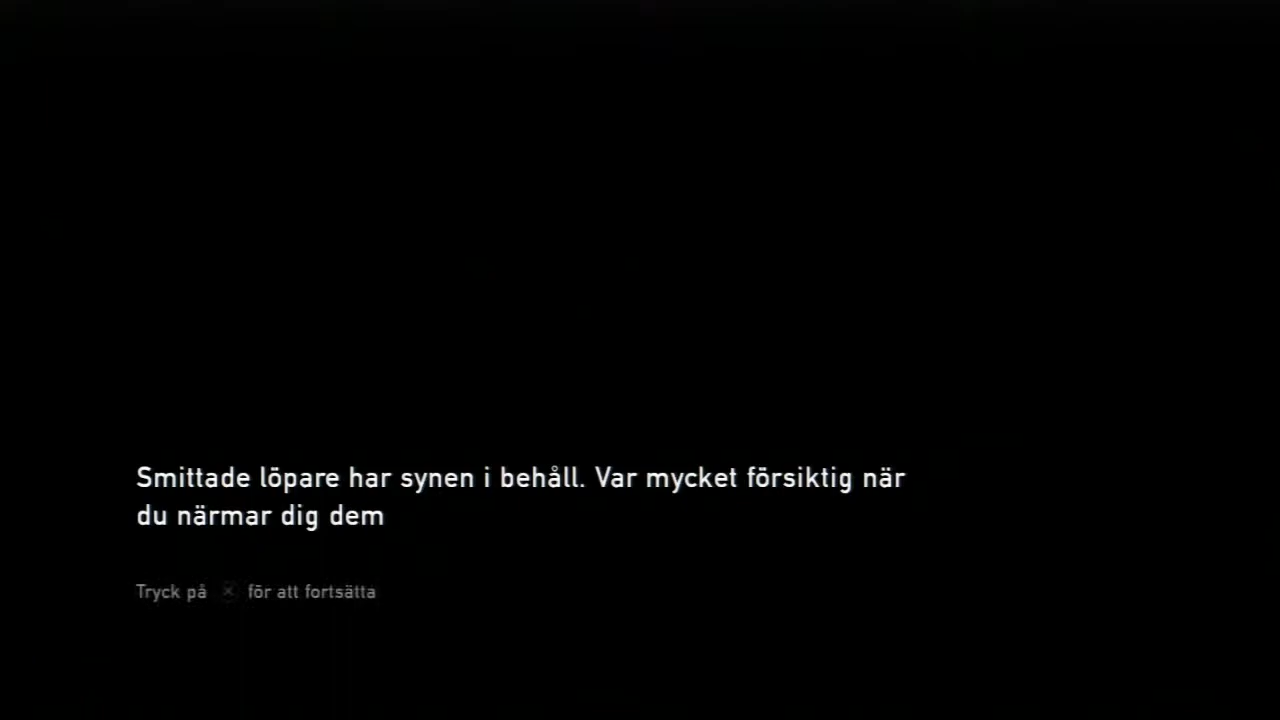 Smittade löpare har synen i behåll. Var mycket försiktig när
du närmar dig dem
Tryck på ✕ för att fortsätta